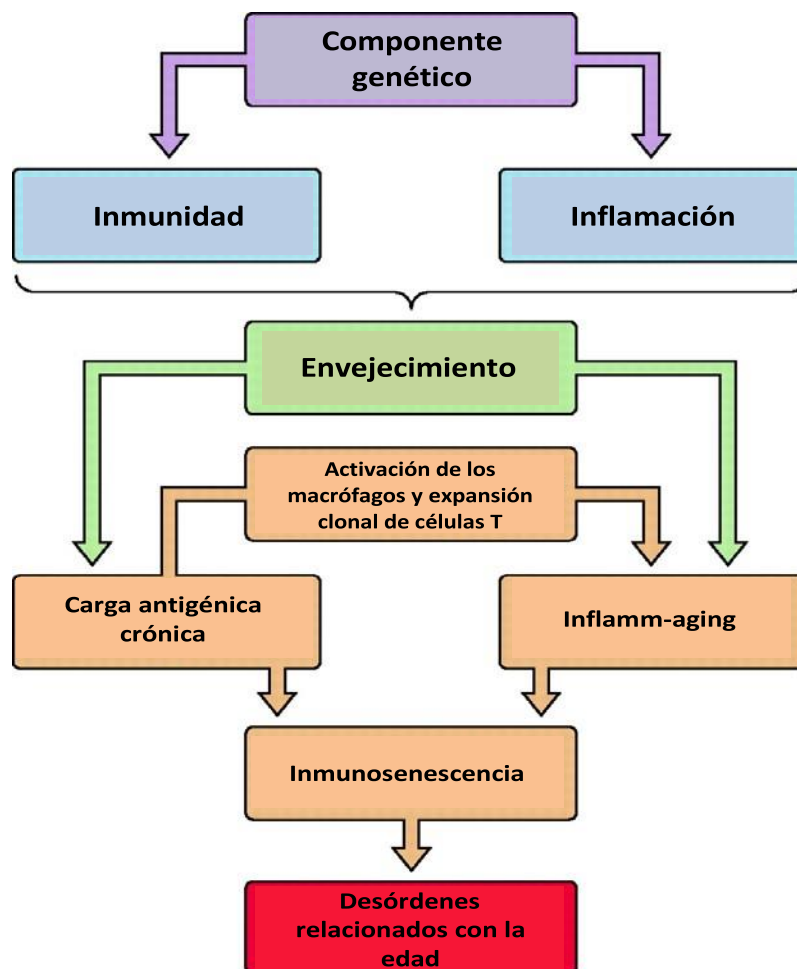 Componente
genético
Inmunidad
Inflamación
Envejecimiento
Activación de los
macrófagos y expansión
clonal de células T
Carga antigénica
crónica
Inflamm-aging
Inmunosenescencia
Desórdenes
relacionados con la
edad